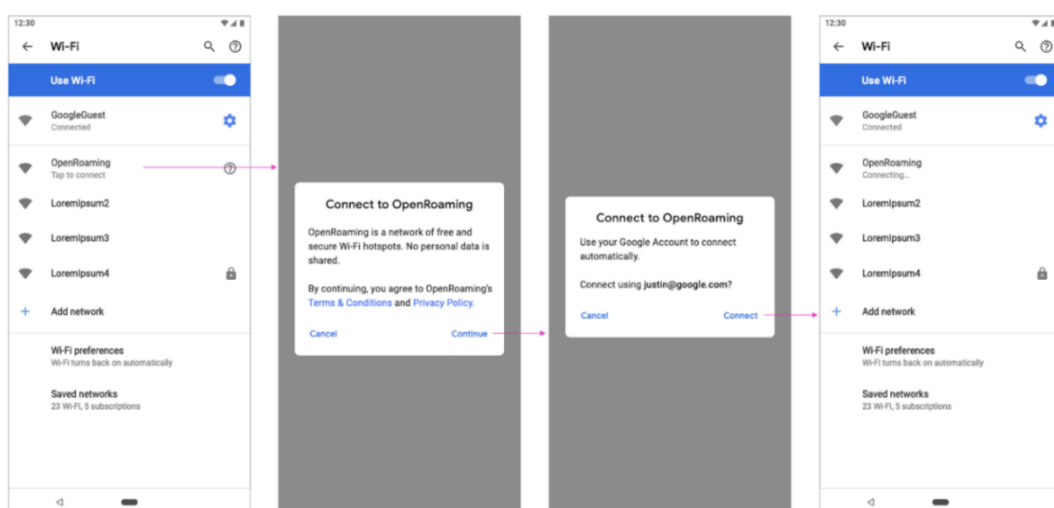 12:30
Wi-Fi
Use Wi-Fi
GoogleGuest
Connected
OpenRoaming
Tap to connect
LoremIpsum2
LoremIpsum3
LoremIpsum4
Add network
Wi-Fi preferences
Wi-Fi turns back on automatically
Saved networks
23 Wi-Fi, 5 subscriptions
Connect to OpenRoaming
OpenRoaming is a network of free and
secure Wi-Fi hotspots. No personal data is
shared.
By continuing, you agree to OpenRoaming's
Terms & Conditions and Privacy Policy.
Cancel Continue
Connect to OpenRoaming
Use your Google Account to connect
automatically.
Connect using justin@google.com?
Cancel Connect
12:30
Wi-Fi
Use Wi-Fi
GoogleGuest
Connected
OpenRoaming
Connecting...
LoremIpsum2
LoremIpsum3
LoremIpsum4
Add network
Wi-Fi preferences
Wi-Fi turns back on automatically
Saved networks
23 Wi-Fi, 5 subscriptions